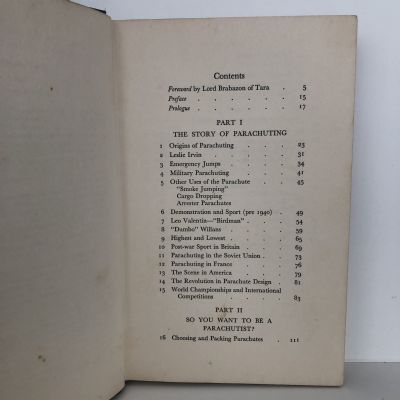 Contents
Foreword by Lord Brabazon of Tara . 5
Preface . . . . . . 15
Prologue . . . . . . 17
PART I
THE STORY OF PARACHUTING
1 Origins of Parachuting . . . . 23
2 Leslie Irvin . . . . . 31
3 Emergency Jumps . . . . 34
4 Military Parachuting . . . . 41
5 Other Uses of the Parachute . . 45
"Smoke Jumping"
Cargo Dropping
Arrester Parachutes
6 Demonstration and Sport (pre 1940) . 49
7 Leo Valentin—"Birdman" . . . 54
8 "Dumbo" Willans . . . . 59
9 Highest and Lowest . . . . 65
10 Post-war Sport in Britain . . . 69
11 Parachuting in the Soviet Union . . 73
12 Parachuting in France . . . 76
13 The Scene in America . . . 79
14 The Revolution in Parachute Design . 81
15 World Championships and International
Competitions . . . . 83
PART II
SO YOU WANT TO BE A
PARACHUTIST?
16 Choosing and Packing Parachutes . 111